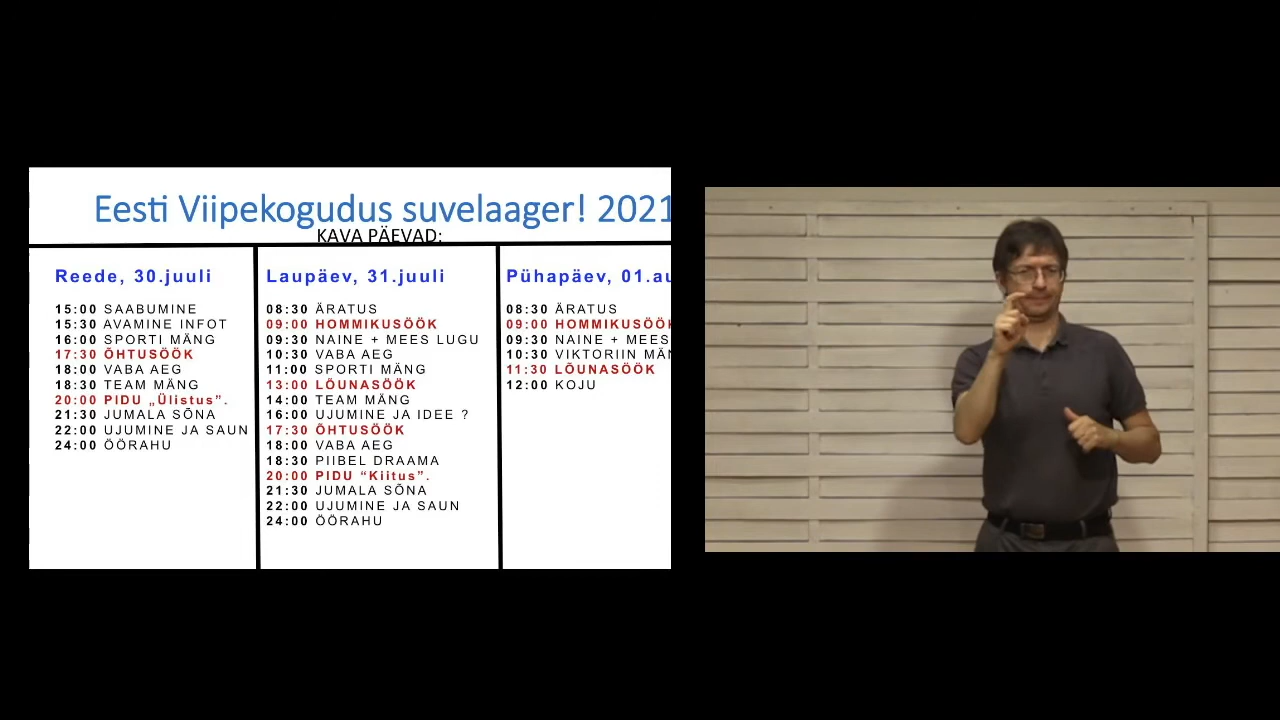 Eesti Viipekogudus suvelaager! 2021
KAVA PÄEVAD:
Reede, 30.juuli
15:00 SAABUMINE
15:30 AVAMINE INFOT
16:00 SPORTI MÄNG
17:30 ÕHTUSÖÖK
18:00 VABA AEG
18:30 TEAM MÄNG
20:00 PIDU „Ülistus”.
21:30 JUMALA SÕNA
22:00 UJUMINE JA SAUN
24:00 ÖÖRAHU
Laupäev, 31.juuli
08:30 ÄRATUS
09:00 HOMMIKUSÖÖK
09:30 NAINE + MEES LUGU
10:30 VABA AEG
11:00 SPORTI MÄNG
13:00 LÕUNASÖÖK
14:00 TEAM MÄNG
16:00 UJUMINE JA IDEE ?
17:30 ÕHTUSÖÖK
18:00 VABA AEG
18:30 PIIBEL DRAAMA
20:00 PIDU “Kiitus”.
21:30 JUMALA SÕNA
22:00 UJUMINE JA SAUN
24:00 ÖÖRAHU
Pühapäev, 01.au
08:30 ÄRATUS
09:00 HOMMIKUSÖÖK
09:30 NAINE + MEES
10:30 VIKTORIIN MÄN
11:30 LÕUNASÖÖK
12:00 KOJU